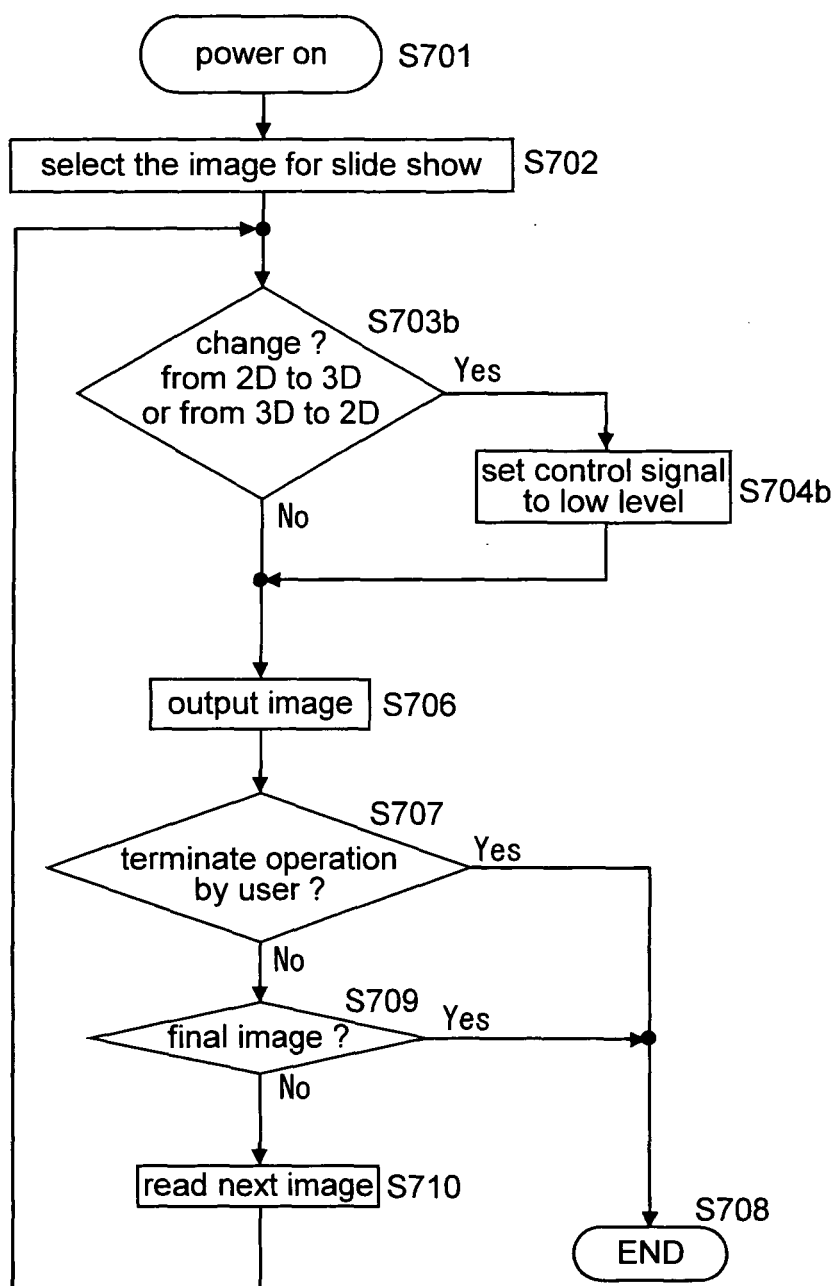 power on
S701
select the image for slide show
S702
S703b
change ?
from 2D to 3D
or from 3D to 2D
Yes
set control signal
to low level
S704b
No
output image
S706
S707
terminate operation
by user ?
Yes
No
S709
final image ?
Yes
No
read next image
S710
S708
END